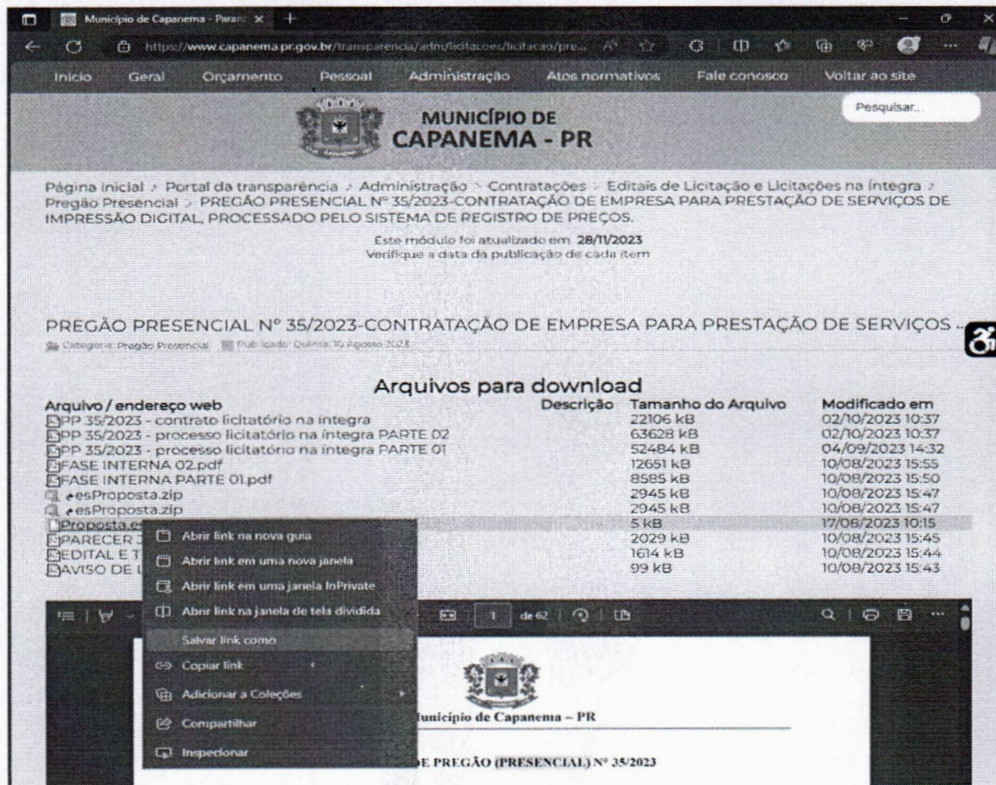 Município de Capanema - Paraná
https://www.capanema.pr.gov.br/transparencia/adm/licitacoes/licitacao/pre...
Início Geral Orçamento Pessoal Administração Atos normativos Fale conosco Voltar ao site
Pesquisar..
MUNICÍPIO DE
CAPANEMA - PR
Página inicial > Portal da transparência > Administração > Contratações > Editais de Licitação e Licitações na Íntegra >
Pregão Presencial > PREGÃO PRESENCIAL Nº 35/2023-CONTRATAÇÃO DE EMPRESA PARA PRESTAÇÃO DE SERVIÇOS DE
IMPRESSÃO DIGITAL, PROCESSADO PELO SISTEMA DE REGISTRO DE PREÇOS.
Este módulo foi atualizado em 28/11/2023
Verifique a data da publicação de cada item
PREGÃO PRESENCIAL Nº 35/2023-CONTRATAÇÃO DE EMPRESA PARA PRESTAÇÃO DE SERVIÇOS ...
Categoria: Pregão Presencial Publicado: Quinta, 10 Agosto 2023
Arquivos para download
Arquivo / endereço web Descrição Tamanho do Arquivo Modificado em
PP 35/2023 - contrato licitatório na íntegra 22106 kB 02/10/2023 10:37
PP 35/2023 - processo licitatório na íntegra PARTE 02 63628 kB 02/10/2023 10:37
PP 35/2023 - processo licitatório na íntegra PARTE 01 52484 kB 04/09/2023 14:32
FASE INTERNA 02.pdf 12651 kB 10/08/2023 15:55
FASE INTERNA PARTE 01.pdf 8585 kB 10/08/2023 15:50
esProposta.zip 2945 kB 10/08/2023 15:47
esProposta.zip 2945 kB 10/08/2023 15:47
Proposta.es 5 kB 17/08/2023 10:15
PARECER 2029 kB 10/08/2023 15:45
EDITAL E T 1614 kB 10/08/2023 15:44
AVISO DE L 99 kB 10/08/2023 15:43
Abrir link na nova guia
Abrir link em uma nova janela
Abrir link em uma janela InPrivate
Abrir link na janela de tela dividida
Salvar link como
Copiar link
Adicionar a Coleções
Compartilhar
Inspecionar
1 de 62
Município de Capanema – PR
DE PREGÃO (PRESENCIAL) Nº 35/2023